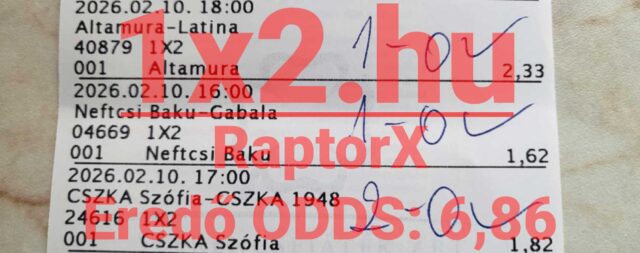 2026.02.10. 18:00
Altamura-Latina
40879 1X2
001 Altamura 2,33
1-0
2026.02.10. 16:00
Neftcsi Baku-Gabala
04669 1X2
001 Neftcsi Baku 1,62
1-0
2026.02.10. 17:00
CSZKA Szófia-CSZKA 1948
24616 1X2
001 CSZKA Szófia 1,82
2-0
1x2.hu
RaptorX
Eredő ODDS: 6,86